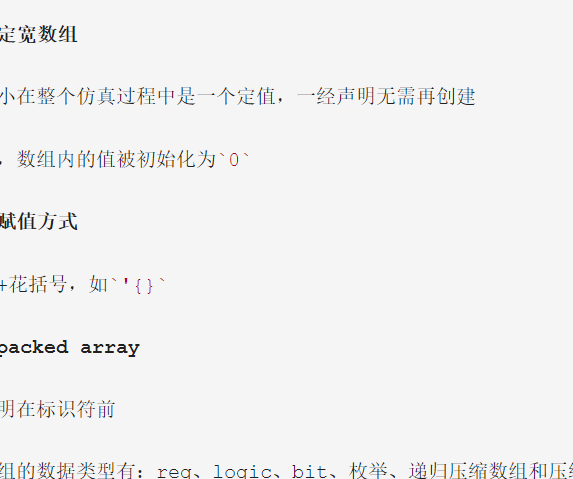 定宽数组
小在整个仿真过程中是一个定值，一经声明无需再创建
，数组内的值被初始化为`0`
赋值方式
+花括号，如`'{}`
packed array
明在标识符前
组的数据类型有：reg、logic、bit、枚举、递归压缩数组和压缩